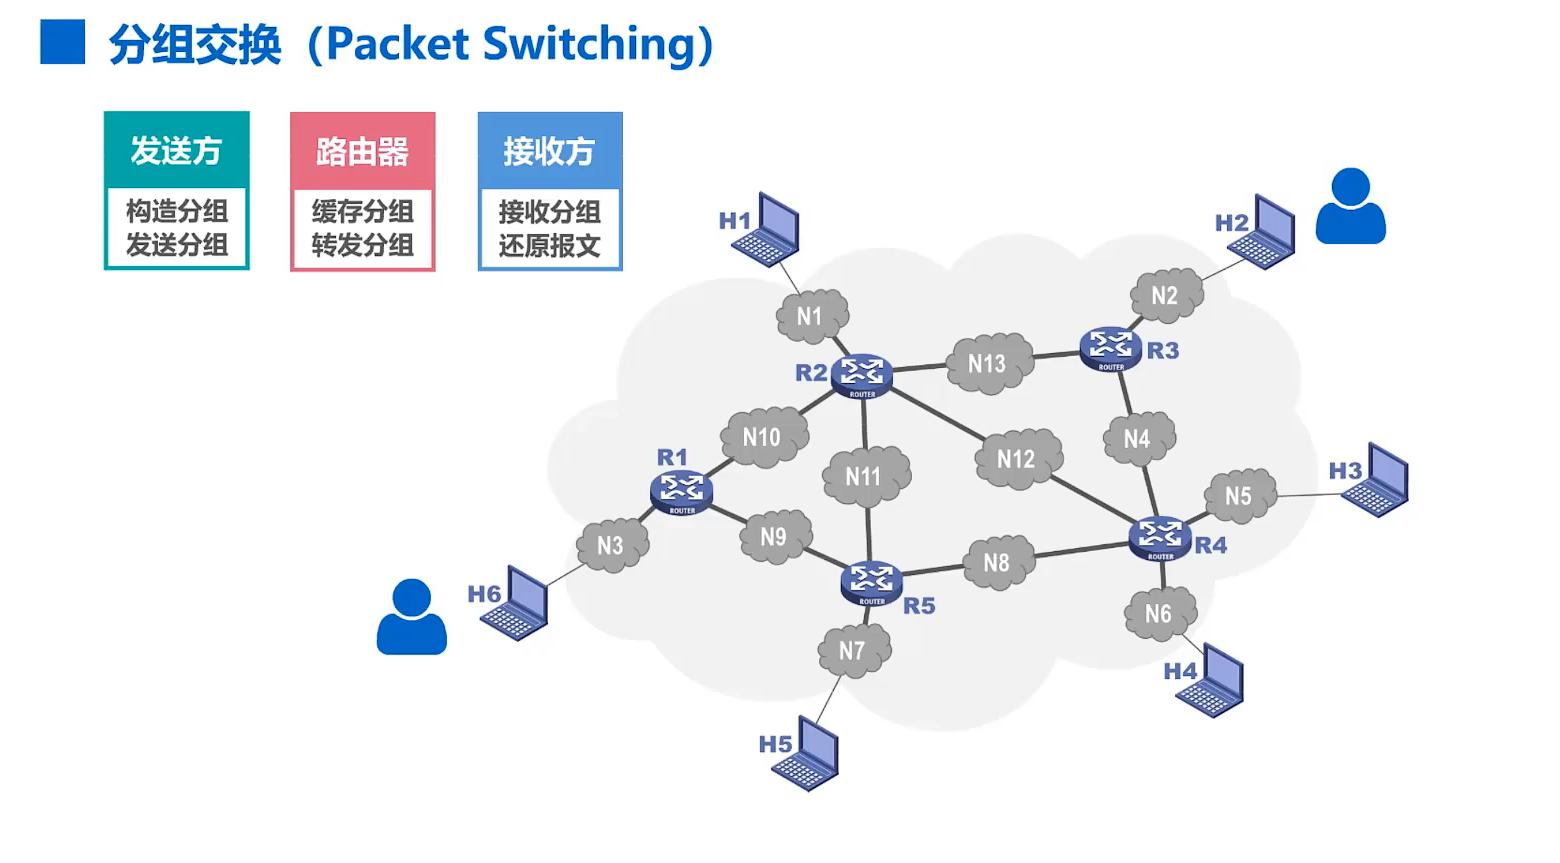 分组交换（Packet Switching）
发送方
构造分组
发送分组
路由器
缓存分组
转发分组
接收方
接收分组
还原报文
H1
H2
N1
N2
R2
ROUTER
N13
R3
ROUTER
N10
N11
N12
N4
R1
ROUTER
N5
H3
N3
N9
N8
R4
ROUTER
H6
R5
ROUTER
N6
N7
H4
H5